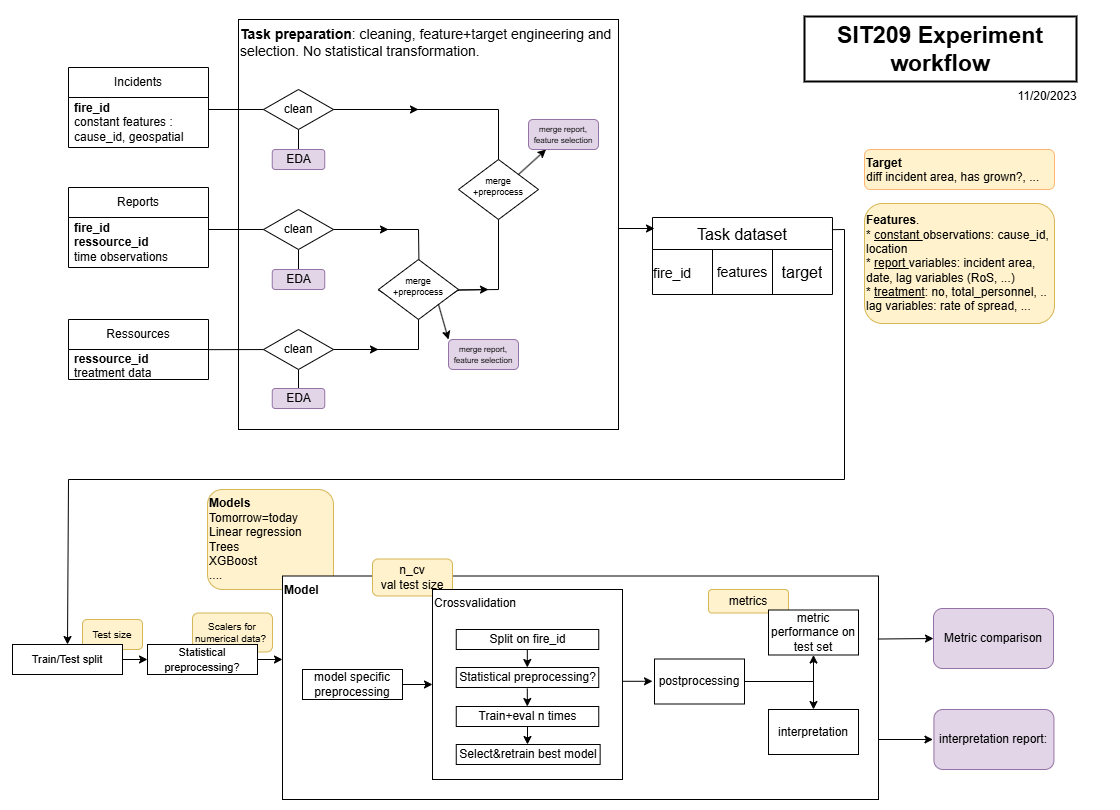 SIT209 Experiment
workflow
11/20/2023
Task preparation: cleaning, feature+target engineering and
selection. No statistical transformation.
Incidents
fire_id
constant features :
cause_id, geospatial
clean
EDA
merge report,
feature selection
merge
+preprocess
Reports
fire_id
ressource_id
time observations
clean
EDA
merge
+preprocess
merge report,
feature selection
Ressources
ressource_id
treatment data
clean
EDA
Task dataset
fire_id
features
target
Target
diff incident area, has grown?, ...
Features.
* constant observations: cause_id,
location
* report variables: incident area,
date, lag variables (RoS, ...)
* treatment: no, total_personnel, ..
lag variables: rate of spread, ...
Models
Tomorrow=today
Linear regression
Trees
XGBoost
....
Test size
Train/Test split
Scalers for
numerical data?
Statistical
preprocessing?
Model
n_cv
val test size
model specific
preprocessing
Crossvalidation
Split on fire_id
Statistical preprocessing?
Train+eval n times
Select&retrain best model
postprocessing
metrics
metric
performance on
test set
interpretation
Metric comparison
interpretation report: